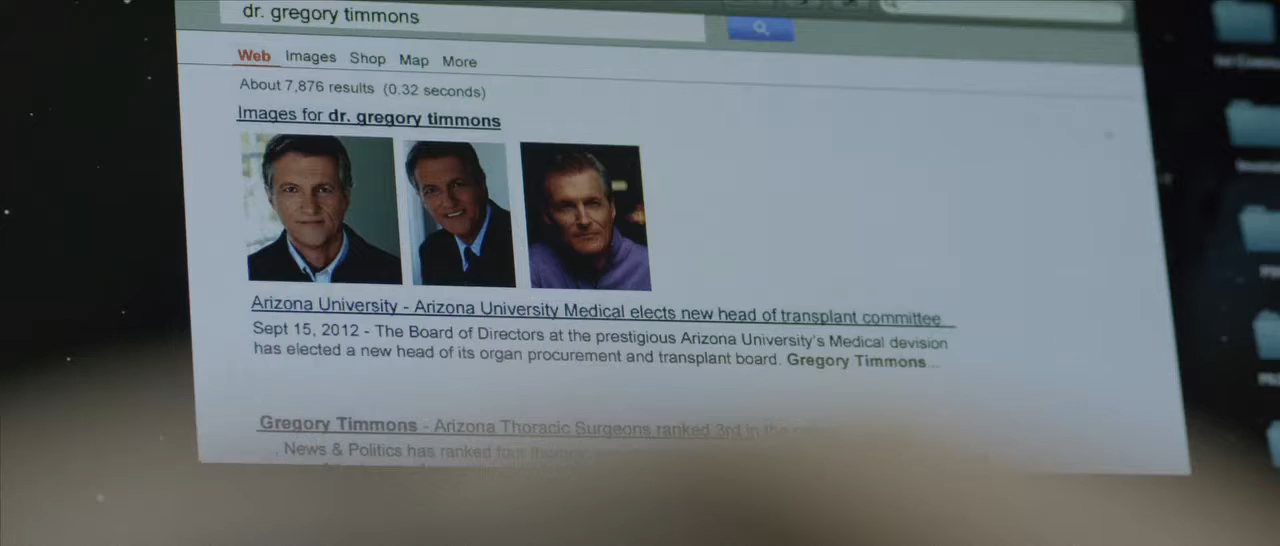 dr. gregory timmons
Web Images Shop Map More
About 7,876 results (0.32 seconds)
Images for dr. gregory timmons
Arizona University - Arizona University Medical elects new head of transplant committee
Sept 15, 2012 - The Board of Directors at the prestigious Arizona University's Medical devision
has elected a new head of its organ procurement and transplant board. Gregory Timmons...
Gregory Timmons - Arizona Thoracic Surgeons ranked 3rd in the
News & Politics has ranked four